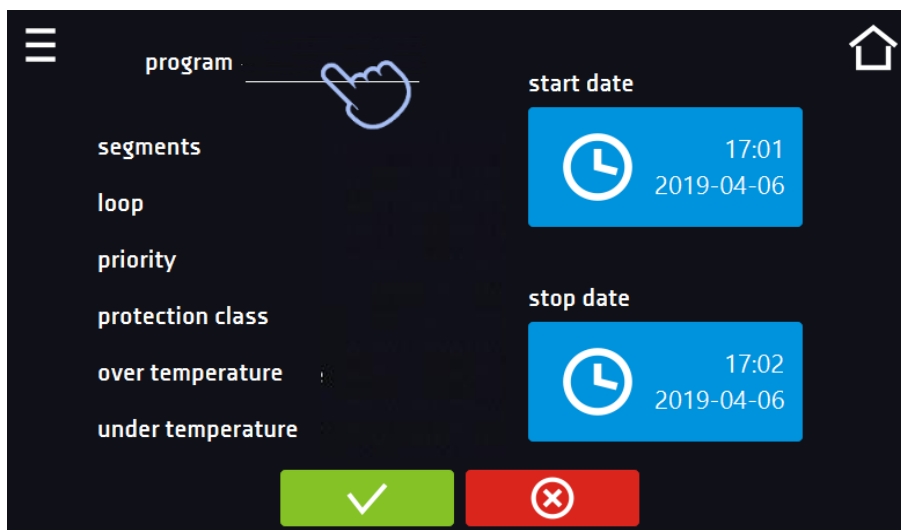 program
segments
loop
priority
protection class
over temperature
under temperature
start date
17:01
2019-04-06
stop date
17:02
2019-04-06